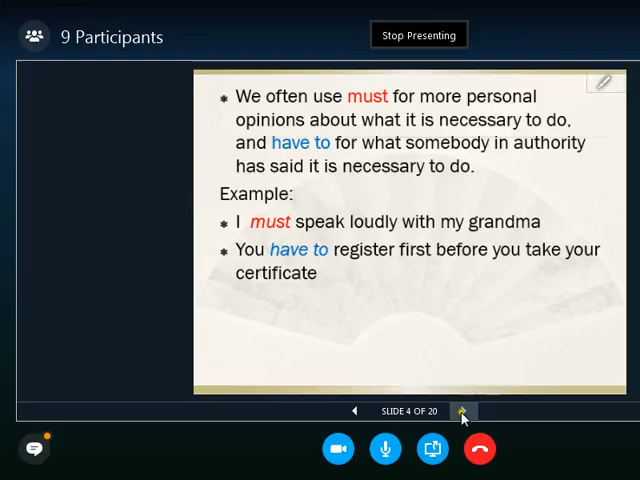 9 Participants
Stop Presenting
We often use must for more personal
opinions about what it is necessary to do,
and have to for what somebody in authority
has said it is necessary to do.
Example:
I must speak loudly with my grandma
You have to register first before you take your
certificate
SLIDE 4 OF 20